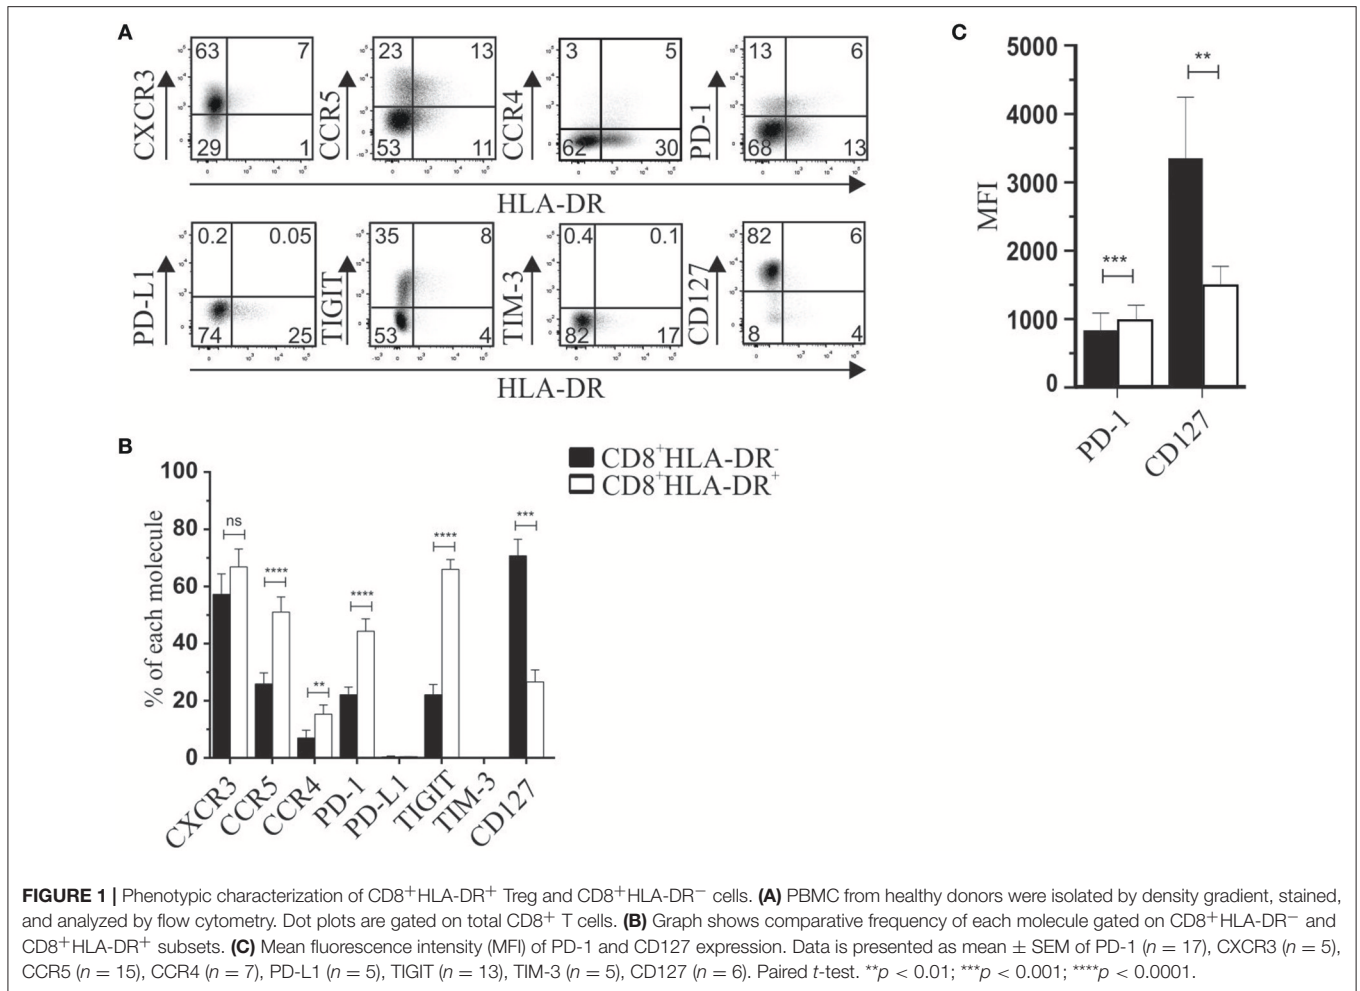 A
CXCR3
63 7
29 1
CCR5
23 13
53 11
CCR4
3 5
62 30
PD-1
13 6
68 13
HLA-DR
PD-L1
0.2 0.05
74 25
TIGIT
35 8
53 4
TIM-3
0.4 0.1
82 17
CD127
82 6
8 4
HLA-DR
C
MFI
5000
4000
3000
2000
1000
0
***
**
PD-1
CD127
B
CD8+HLA-DR-
CD8+HLA-DR+
% of each molecule
100
80
60
40
20
0
ns
****
**
****
****
***
CXCR3
CCR5
CCR4
PD-1
PD-L1
TIGIT
TIM-3
CD127
FIGURE 1 | Phenotypic characterization of CD8+HLA-DR+ Treg and CD8+HLA-DR− cells. (A) PBMC from healthy donors were isolated by density gradient, stained,
and analyzed by flow cytometry. Dot plots are gated on total CD8+ T cells. (B) Graph shows comparative frequency of each molecule gated on CD8+HLA-DR− and
CD8+HLA-DR+ subsets. (C) Mean fluorescence intensity (MFI) of PD-1 and CD127 expression. Data is presented as mean ± SEM of PD-1 (n = 17), CXCR3 (n = 5),
CCR5 (n = 15), CCR4 (n = 7), PD-L1 (n = 5), TIGIT (n = 13), TIM-3 (n = 5), CD127 (n = 6). Paired t-test. **p < 0.01; ***p < 0.001; ****p < 0.0001.